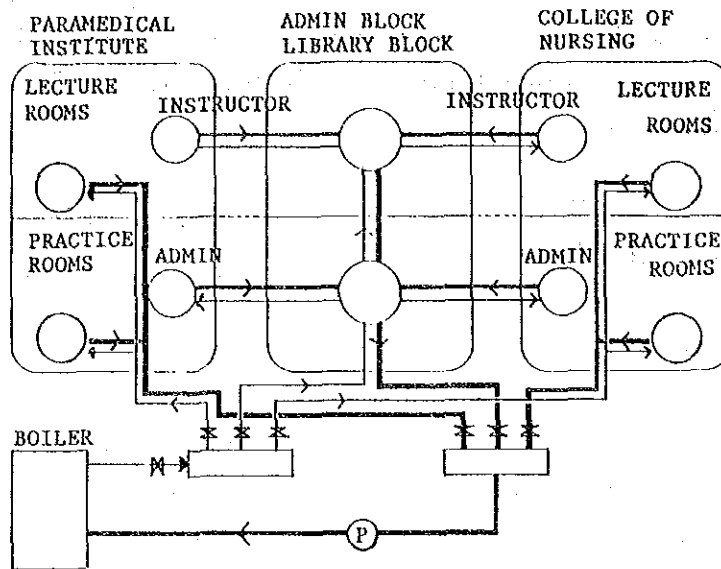 PARAMEDICAL
INSTITUTE
ADMIN BLOCK
LIBRARY BLOCK
COLLEGE OF
NURSING
LECTURE
ROOMS
INSTRUCTOR
INSTRUCTOR
LECTURE
ROOMS
PRACTICE
ROOMS
ADMIN
ADMIN
PRACTICE
ROOMS
BOILER
P